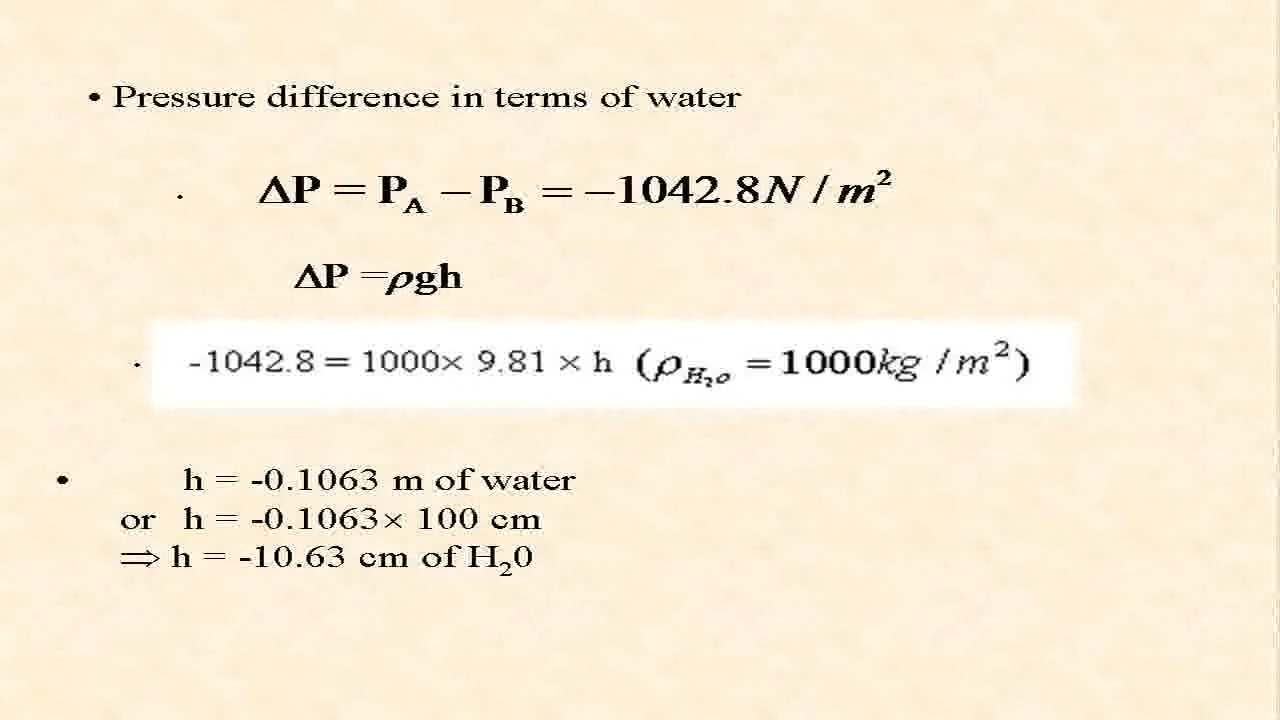 • Pressure difference in terms of water
. ΔP = P_A − P_B = −1042.8 N / m²
ΔP =ρgh
. -1042.8 = 1000× 9.81 × h (ρ_H₂o = 1000kg / m²)
• h = -0.1063 m of water
or h = -0.1063× 100 cm
⇒ h = -10.63 cm of H₂0